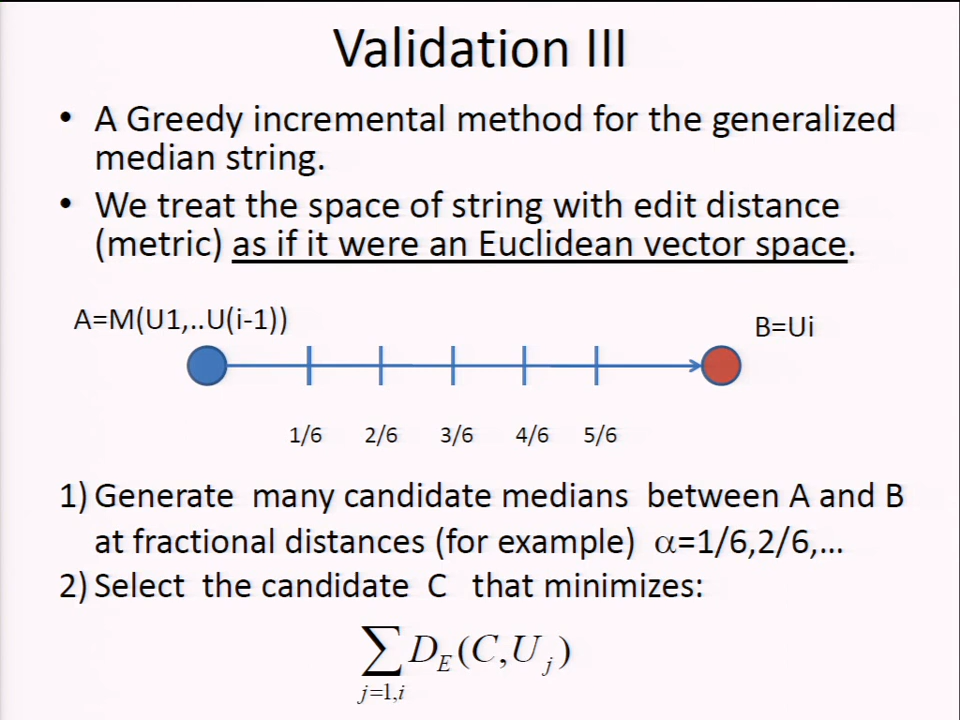 Validation III
• A Greedy incremental method for the generalized
median string.
• We treat the space of string with edit distance
(metric) as if it were an Euclidean vector space.
A=M(U1,..U(i-1))
B=Ui
1/6 2/6 3/6 4/6 5/6
1) Generate many candidate medians between A and B
at fractional distances (for example) α=1/6,2/6,...
2) Select the candidate C that minimizes:
∑ D_E (C,U_j)
j=1,i